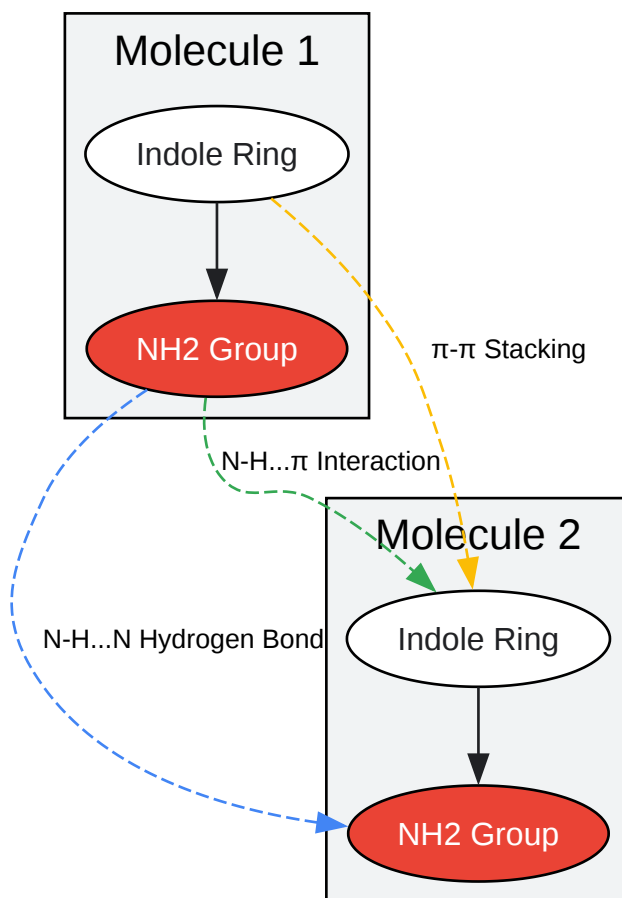 Molecule 1
Indole Ring
NH2 Group
π-π Stacking
N-H...π Interaction
Molecule 2
N-H...N Hydrogen Bond
Indole Ring
NH2 Group